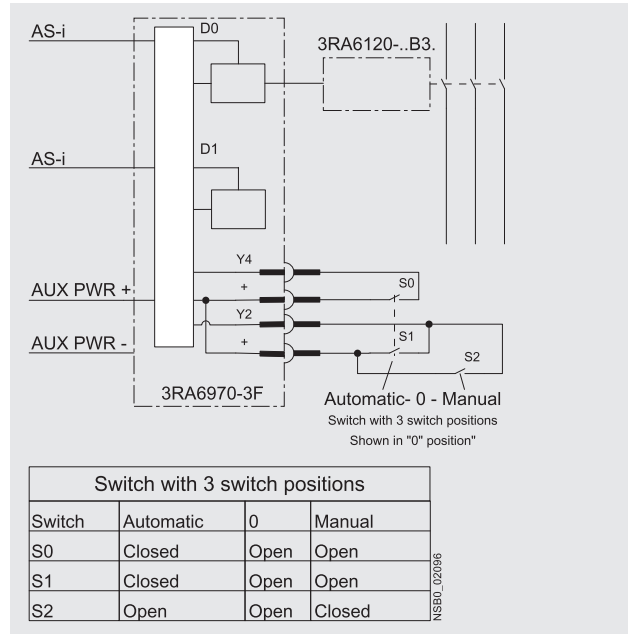 AS-i
D0
3RA6120-..B3.
AS-i
D1
Y4
+
S0
AUX PWR +
Y2
S1
AUX PWR -
+
S2
3RA6970-3F
Automatic- 0 - Manual
Switch with 3 switch positions
Shown in "0" position"
Switch with 3 switch positions
Switch Automatic 0 Manual
S0 Closed Open Open
S1 Closed Open Open
S2 Open Open Closed
NSB0_02096